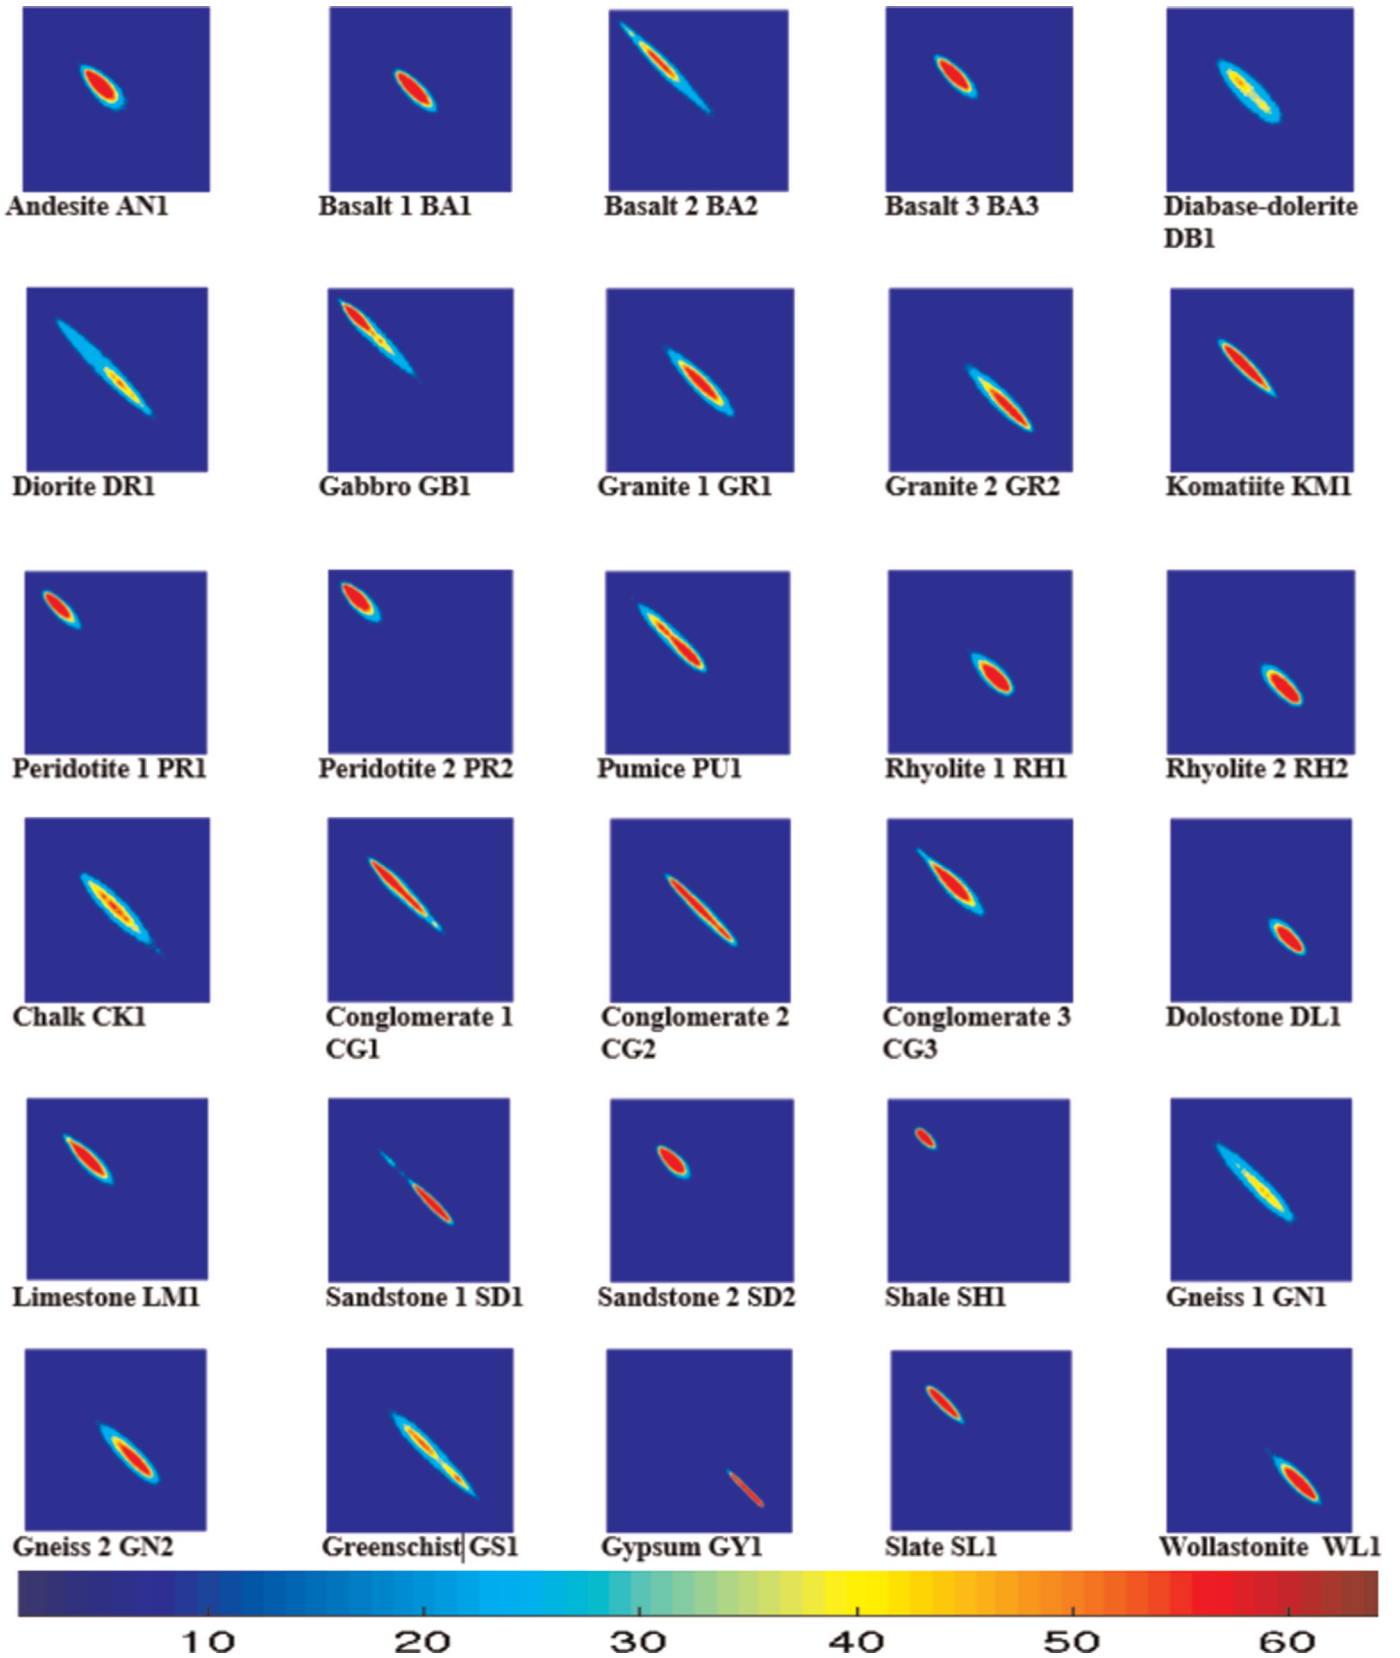 Andesite AN1
Basalt 1 BA1
Basalt 2 BA2
Basalt 3 BA3
Diabase-dolerite
DB1
Diorite DR1
Gabbro GB1
Granite 1 GR1
Granite 2 GR2
Komatiite KM1
Peridotite 1 PR1
Peridotite 2 PR2
Pumice PU1
Rhyolite 1 RH1
Rhyolite 2 RH2
Chalk CK1
Conglomerate 1
CG1
Conglomerate 2
CG2
Conglomerate 3
CG3
Dolostone DL1
Limestone LM1
Sandstone 1 SD1
Sandstone 2 SD2
Shale SH1
Gneiss 1 GN1
Gneiss 2 GN2
Greenschist GS1
Gypsum GY1
Slate SL1
Wollastonite WL1
10 20 30 40 50 60